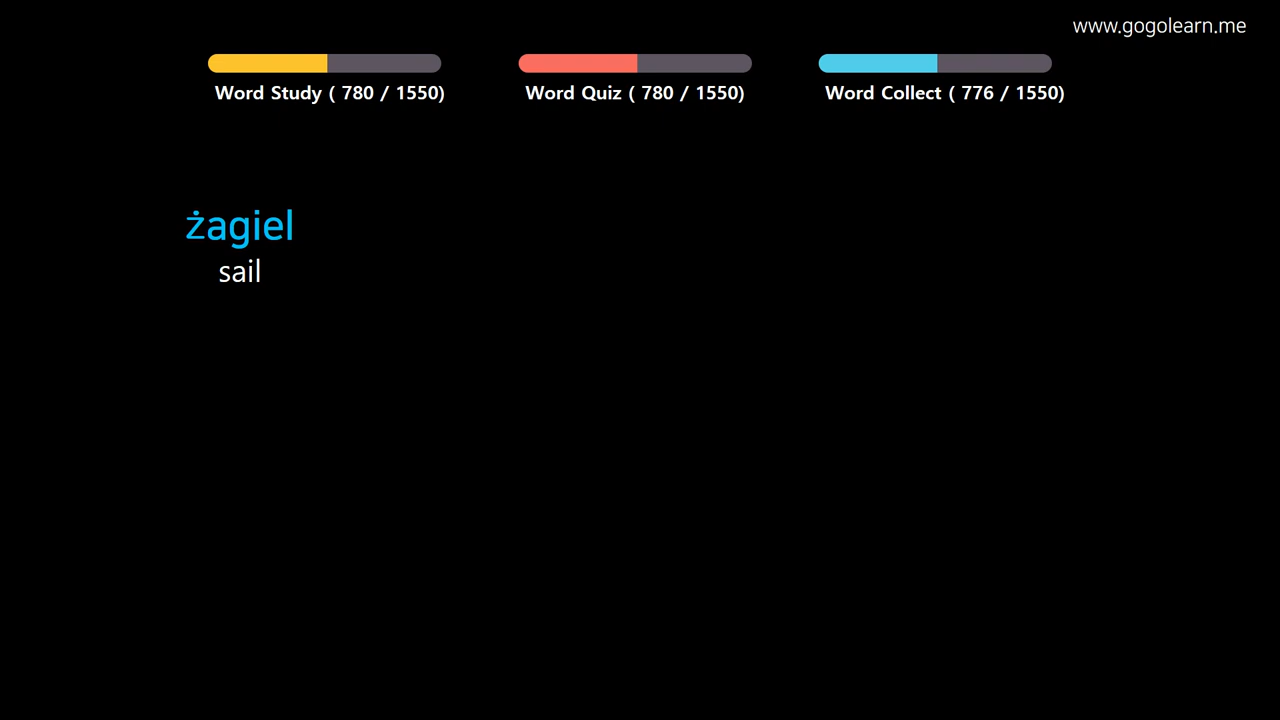 www.gogolearn.me
Word Study ( 780 / 1550)
Word Quiz ( 780 / 1550)
Word Collect ( 776 / 1550)
żagiel
sail